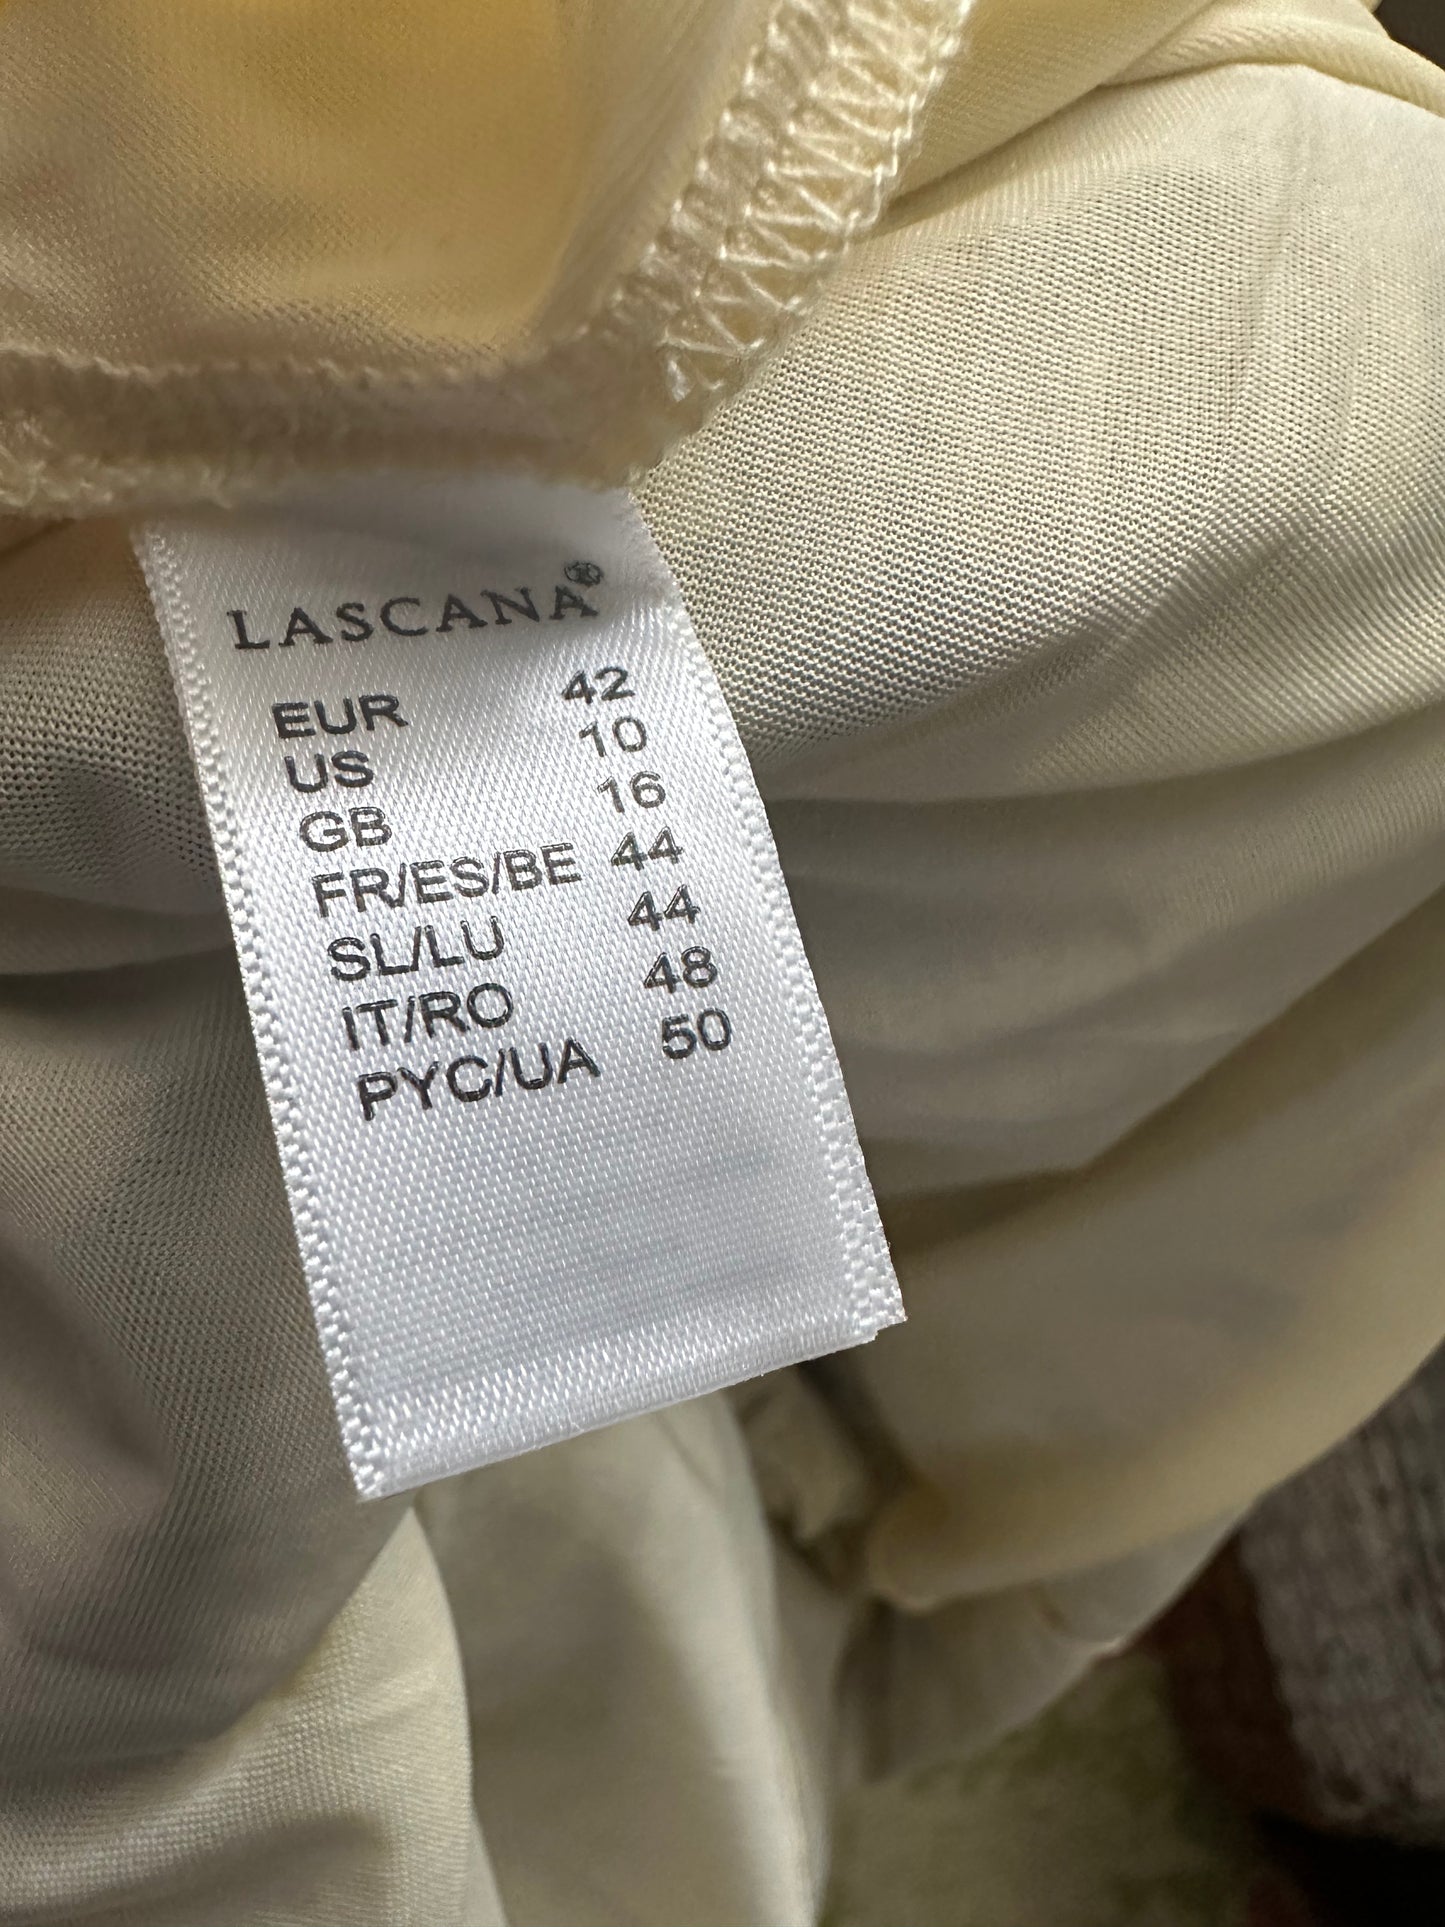 LASCANA®
EUR 42
US 10
GB 16
FR/ES/BE 44
SL/LU 44
IT/RO 48
PYC/UA 50